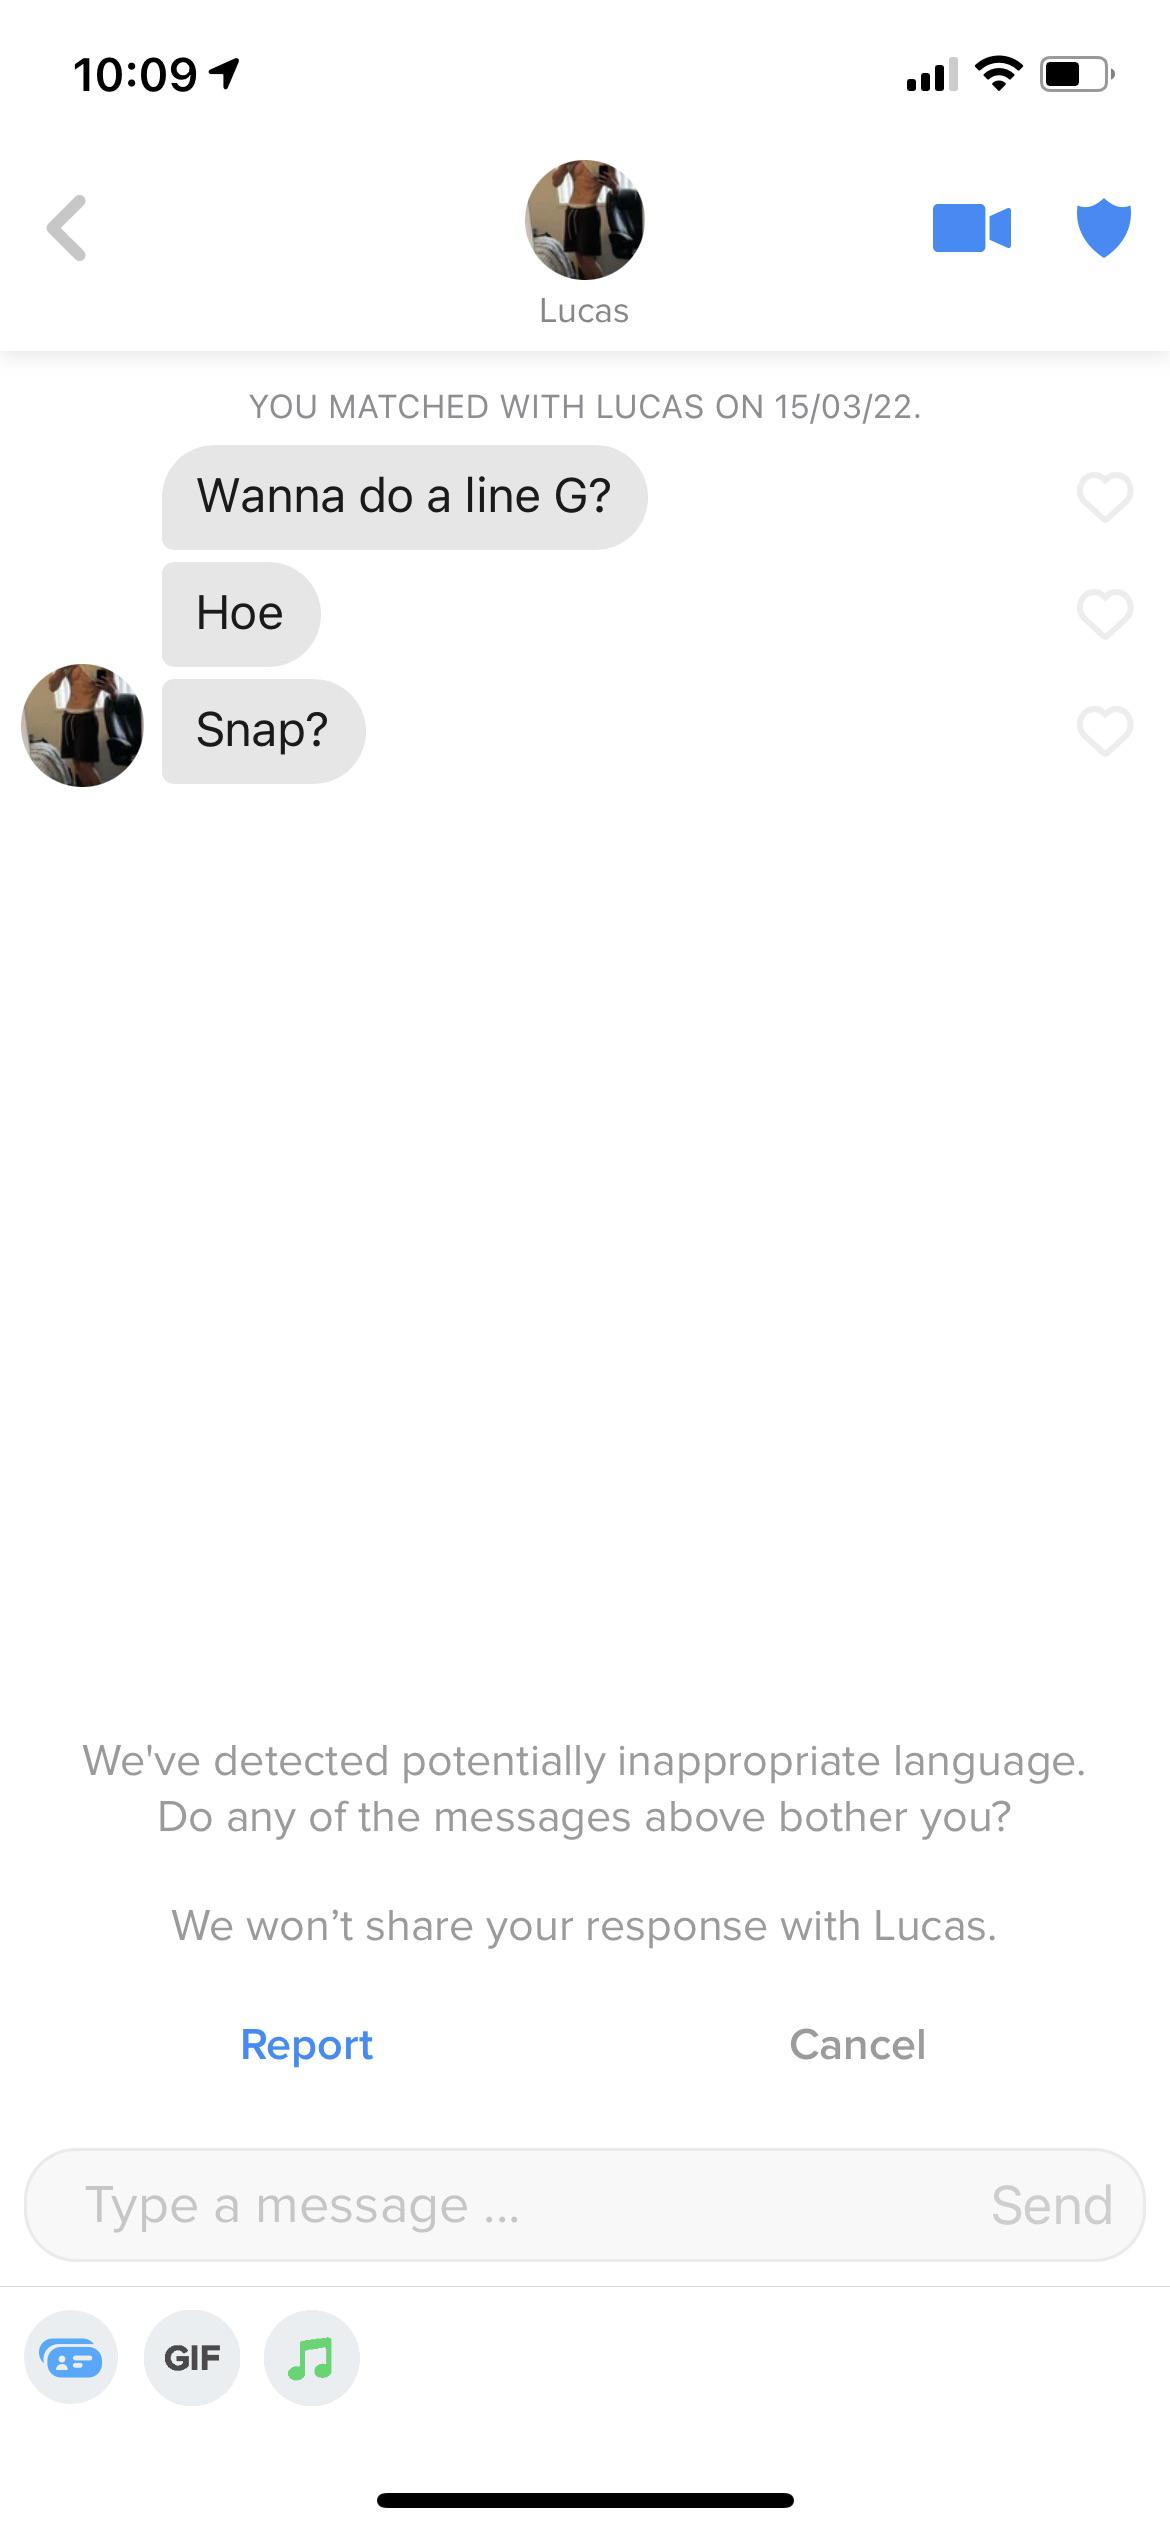 10:09
Lucas
YOU MATCHED WITH LUCAS ON 15/03/22.
Wanna do a line G?
Hoe
Snap?
We've detected potentially inappropriate language.
Do any of the messages above bother you?
We won’t share your response with Lucas.
Report Cancel
Type a message ... Send
GIF